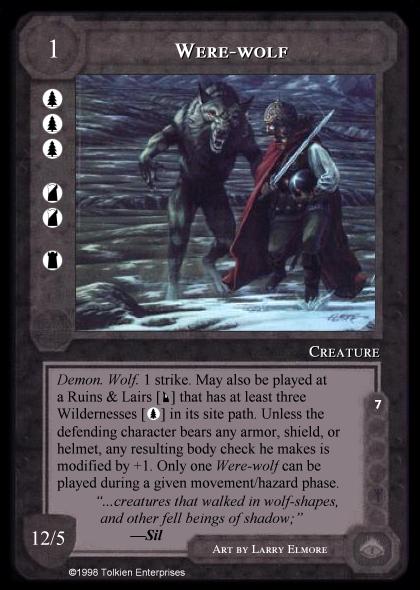 1
WERE-WOLF
CREATURE
Demon. Wolf. 1 strike. May also be played at
a Ruins & Lairs [ ] that has at least three
Wildernesses [ ] in its site path. Unless the
defending character bears any armor, shield, or
helmet, any resulting body check he makes is
modified by +1. Only one Were-wolf can be
played during a given movement/hazard phase.
7
"...creatures that walked in wolf-shapes,
and other fell beings of shadow;"
—Sil
12/5
ART BY LARRY ELMORE
©1998 Tolkien Enterprises